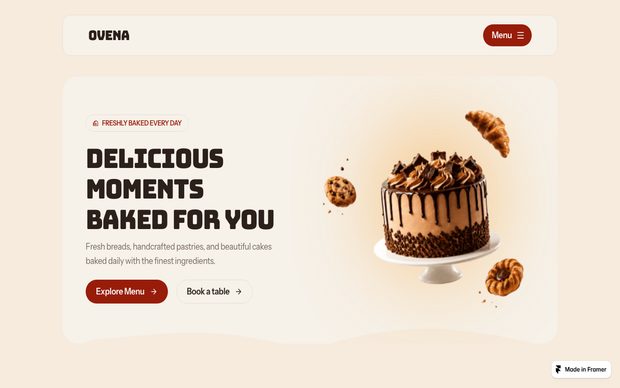 OVENA
Menu
FRESHLY BAKED EVERY DAY
DELICIOUS
MOMENTS
BAKED FOR YOU
Fresh breads, handcrafted pastries, and beautiful cakes
baked daily with the finest ingredients.
Explore Menu
Book a table
Made in Framer